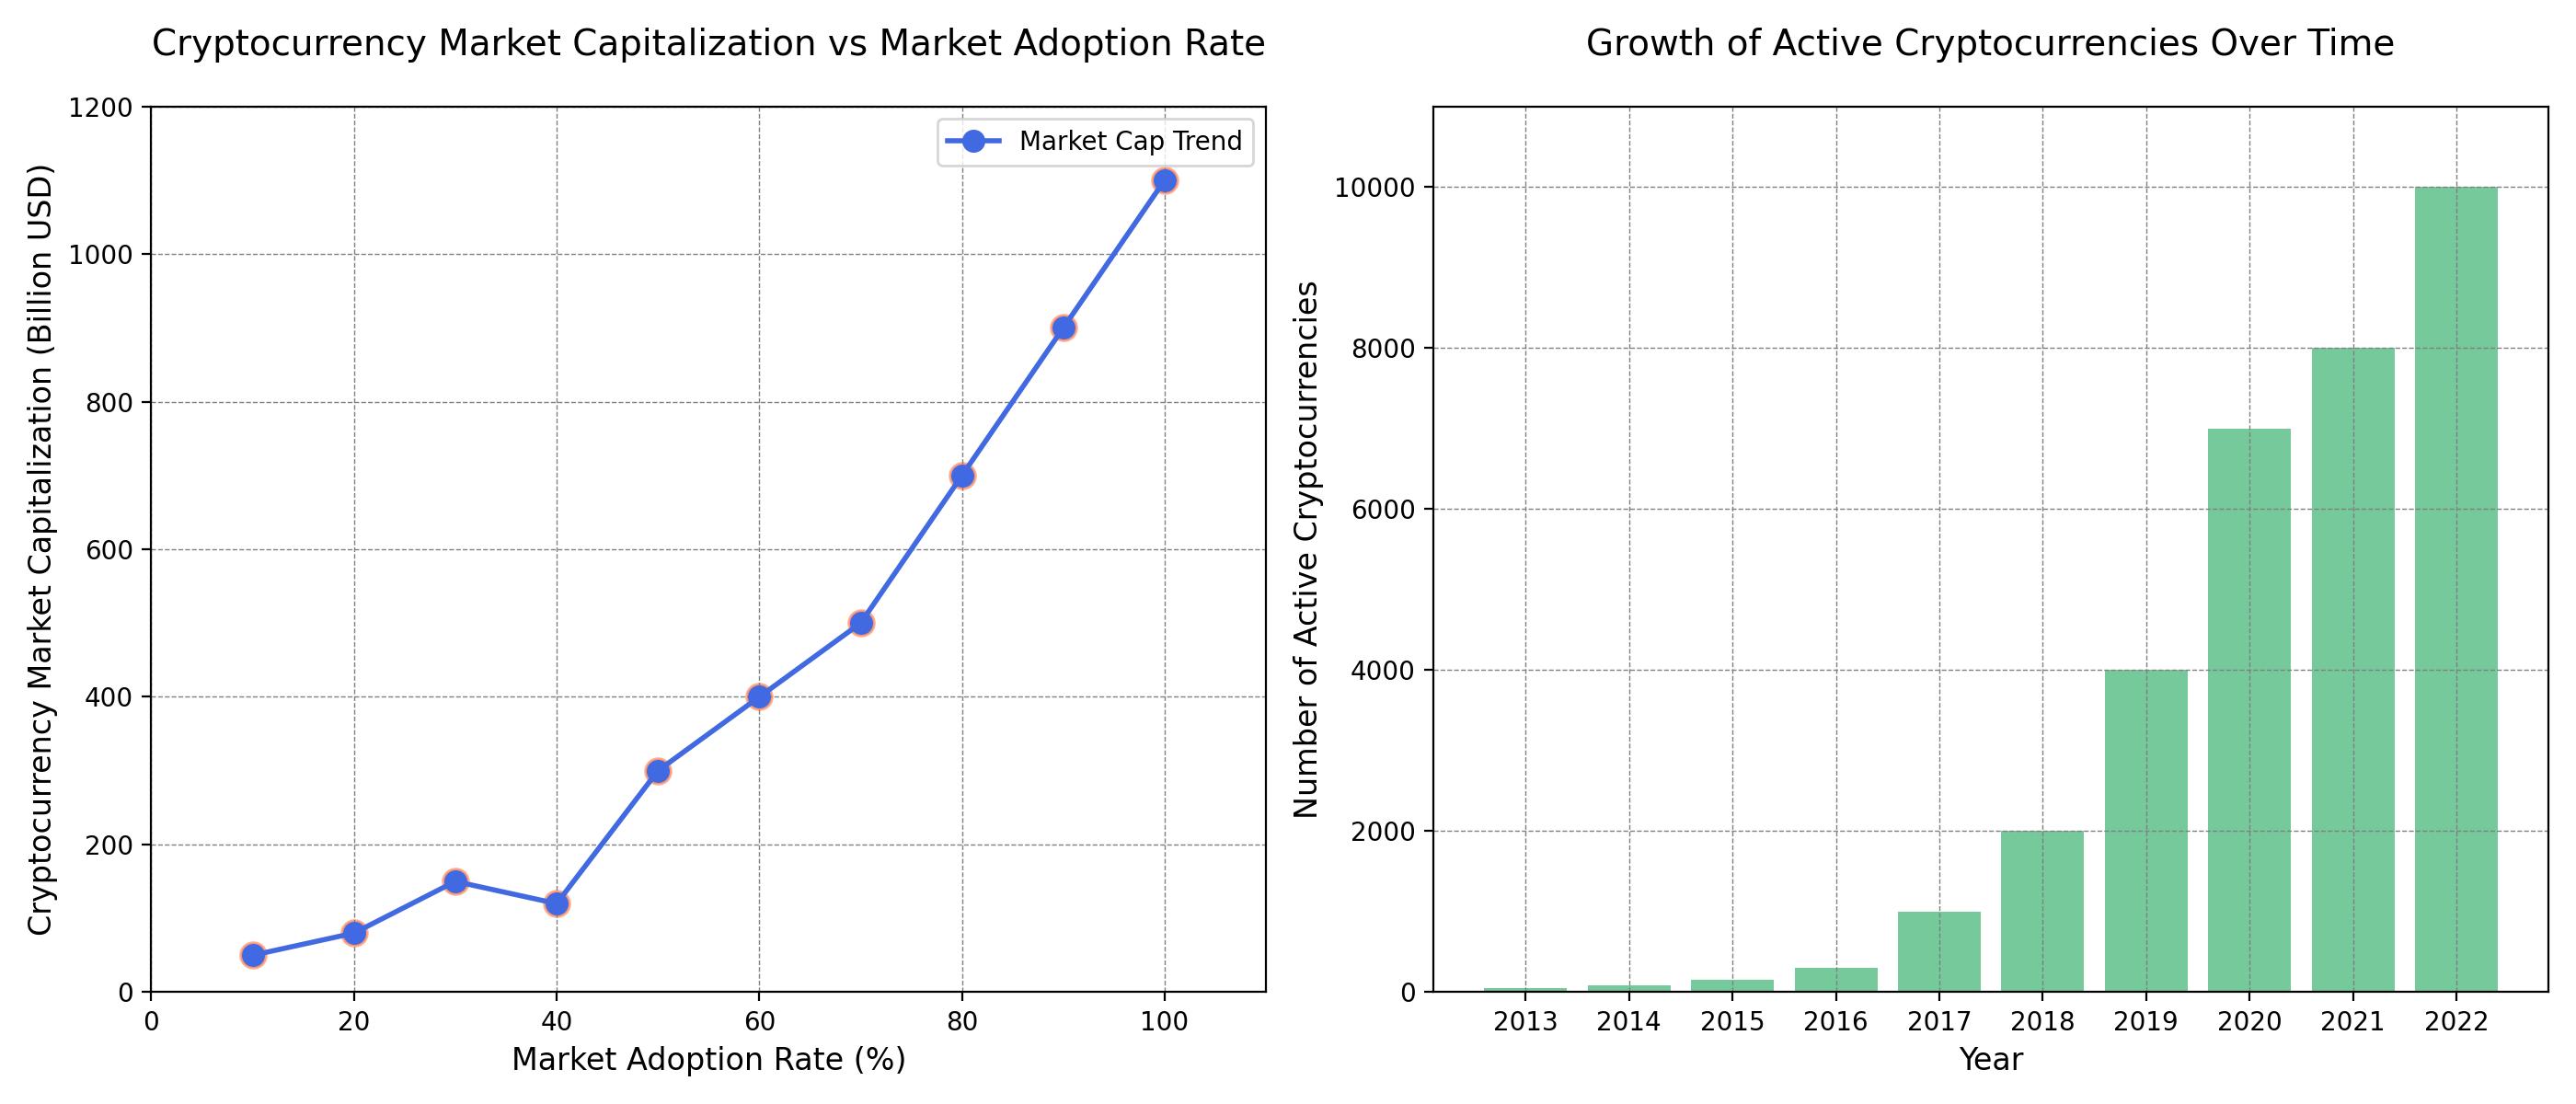 Cryptocurrency Market Capitalization vs Market Adoption Rate
Cryptocurrency Market Capitalization (Billion USD)
1200
1000
800
600
400
200
0
Market Cap Trend
0 20 40 60 80 100
Market Adoption Rate (%)
Growth of Active Cryptocurrencies Over Time
Number of Active Cryptocurrencies
10000
8000
6000
4000
2000
0
2013 2014 2015 2016 2017 2018 2019 2020 2021 2022
Year